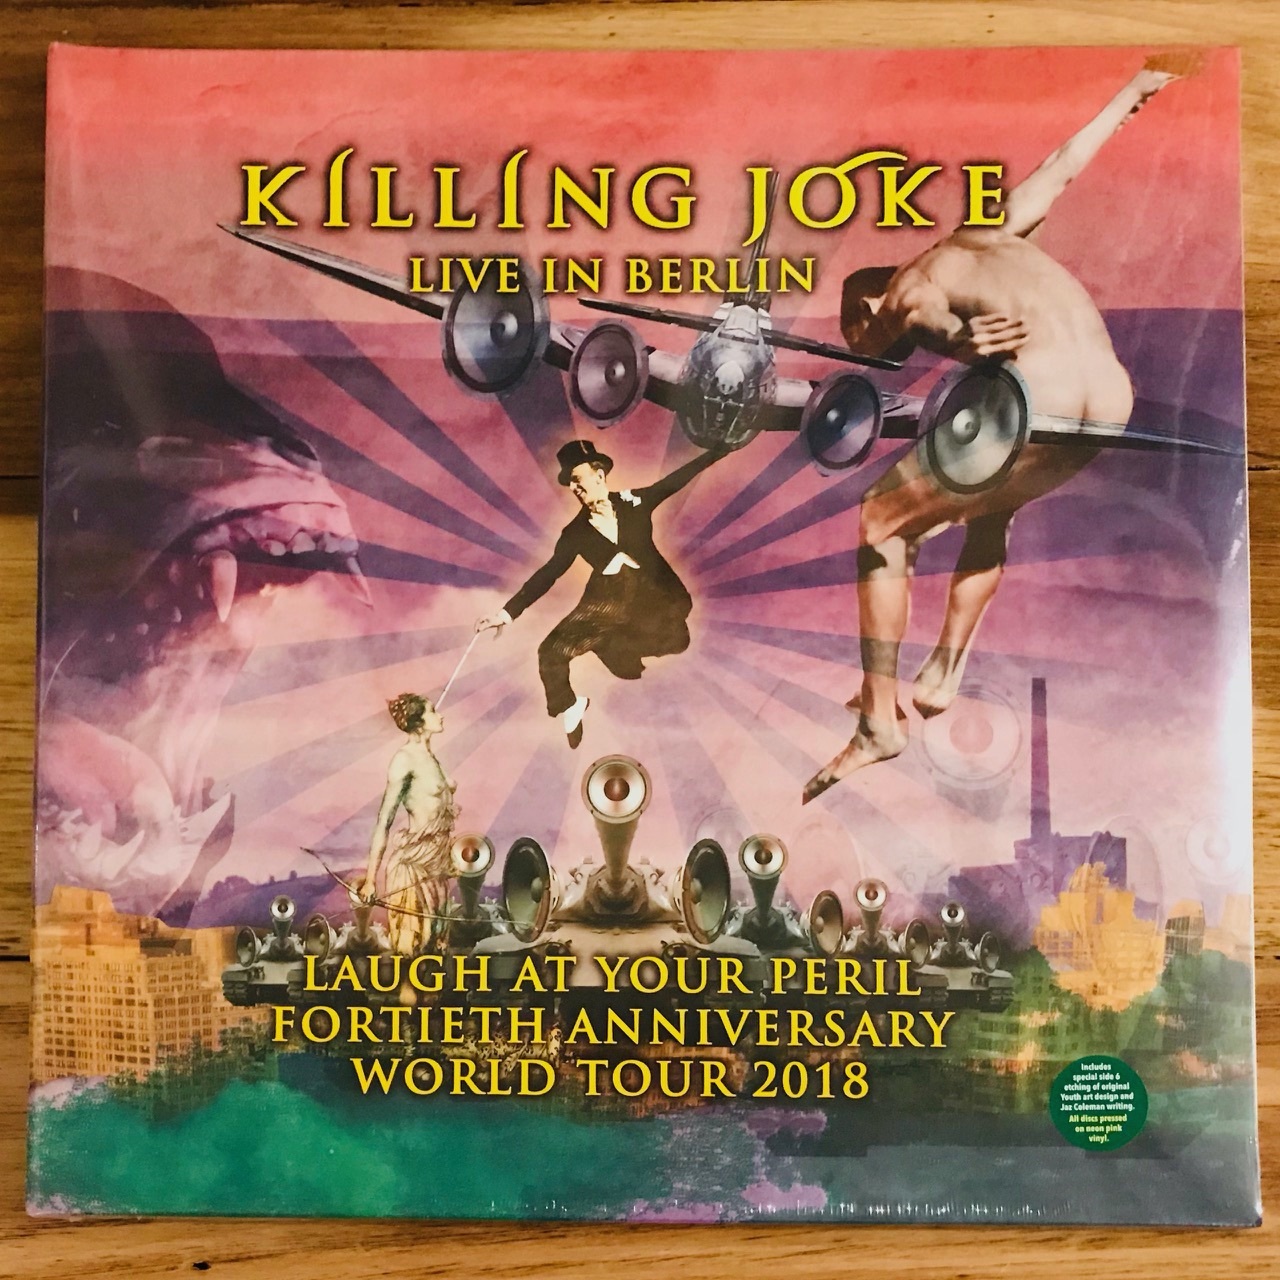 KILLING JOKE
LIVE IN BERLIN
LAUGH AT YOUR PERIL
FORTIETH ANNIVERSARY
WORLD TOUR 2018
Includes
special side 6
etching of original
Youth art design and
Jaz Coleman writing.
All discs pressed
on neon pink
vinyl.